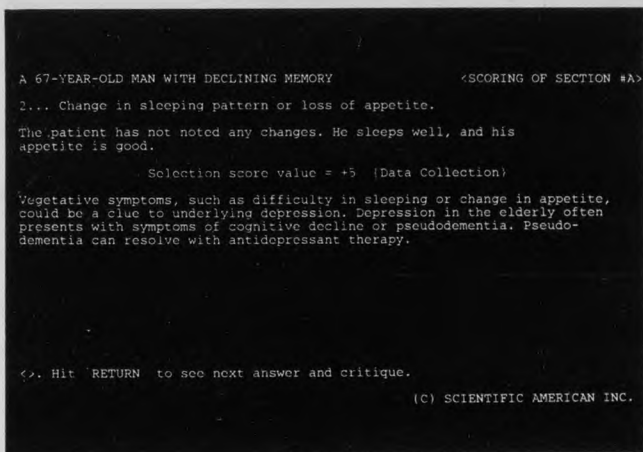 A 67-YEAR-OLD MAN WITH DECLINING MEMORY <SCORING OF SECTION #A>
2... Change in sleeping pattern or loss of appetite.
The patient has not noted any changes. He sleeps well, and his
appetite is good.
Selection score value = +5 {Data Collection}
Vegetative symptoms, such as difficulty in sleeping or change in appetite,
could be a clue to underlying depression. Depression in the elderly often
presents with symptoms of cognitive decline or pseudodementia. Pseudo-
dementia can resolve with antidepressant therapy.
<>. Hit `RETURN` to see next answer and critique.
(C) SCIENTIFIC AMERICAN INC.